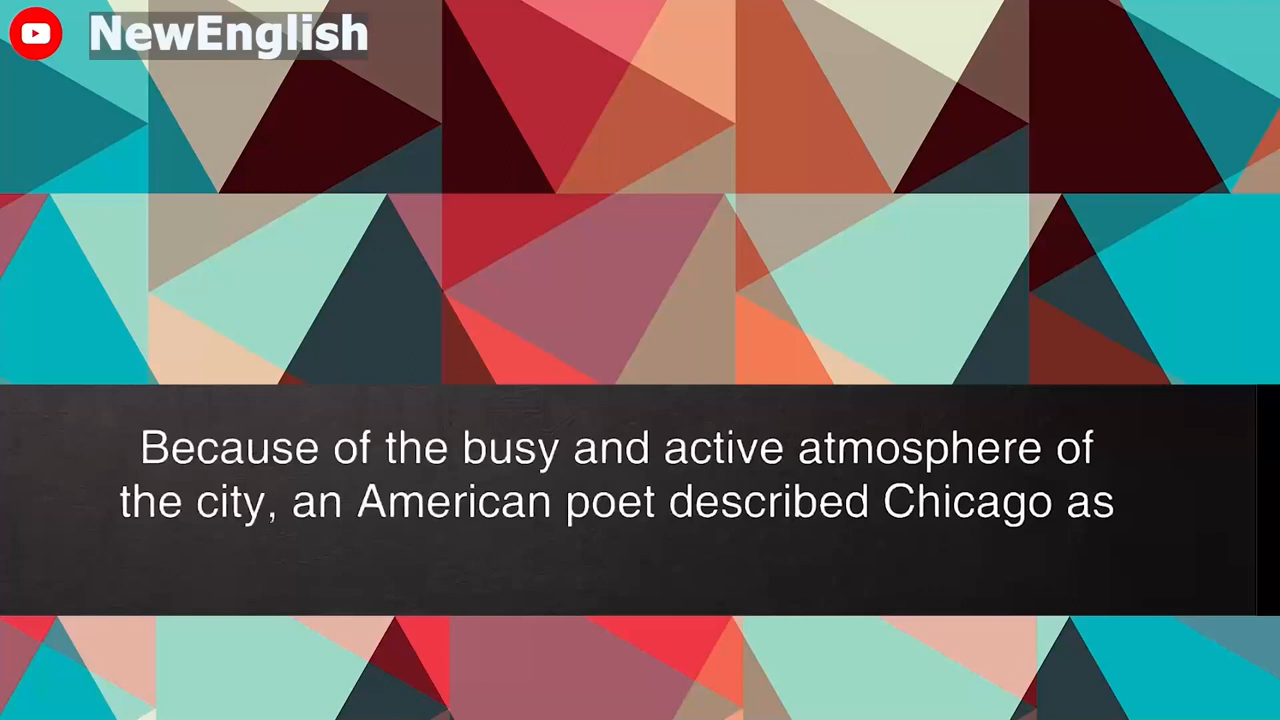 NewEnglish
Because of the busy and active atmosphere of
the city, an American poet described Chicago as